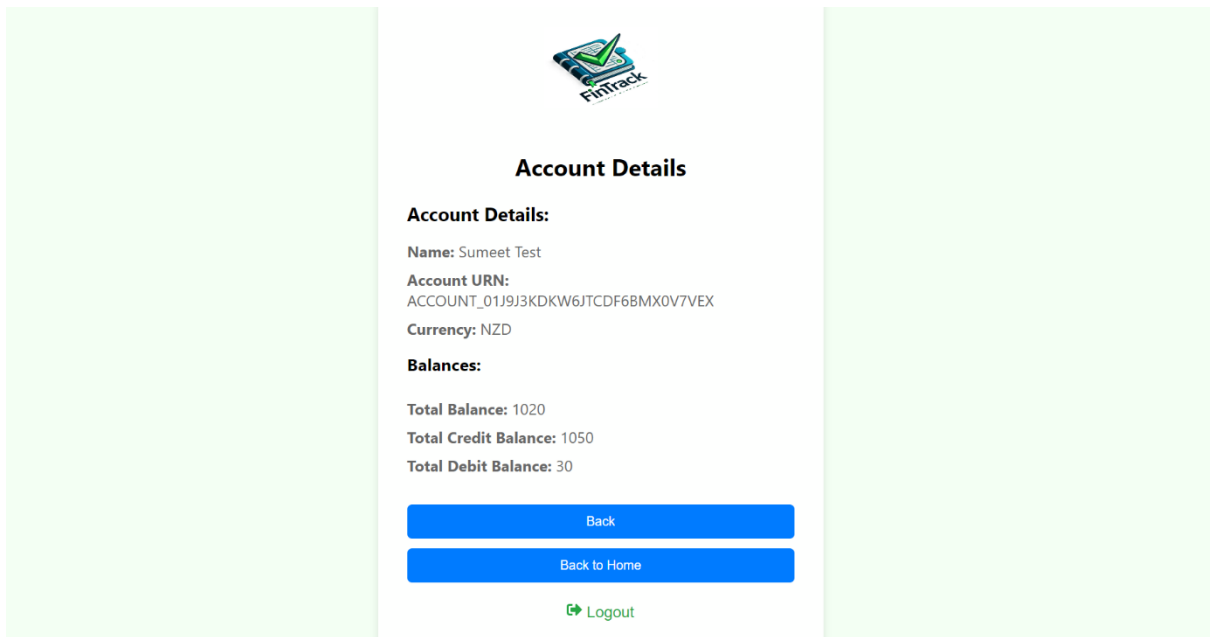 FinTrack
Account Details
Account Details:
Name: Sumeet Test
Account URN:
ACCOUNT_01J9J3KDKW6JTCDF6BMX0V7VEX
Currency: NZD
Balances:
Total Balance: 1020
Total Credit Balance: 1050
Total Debit Balance: 30
Back
Back to Home
Logout